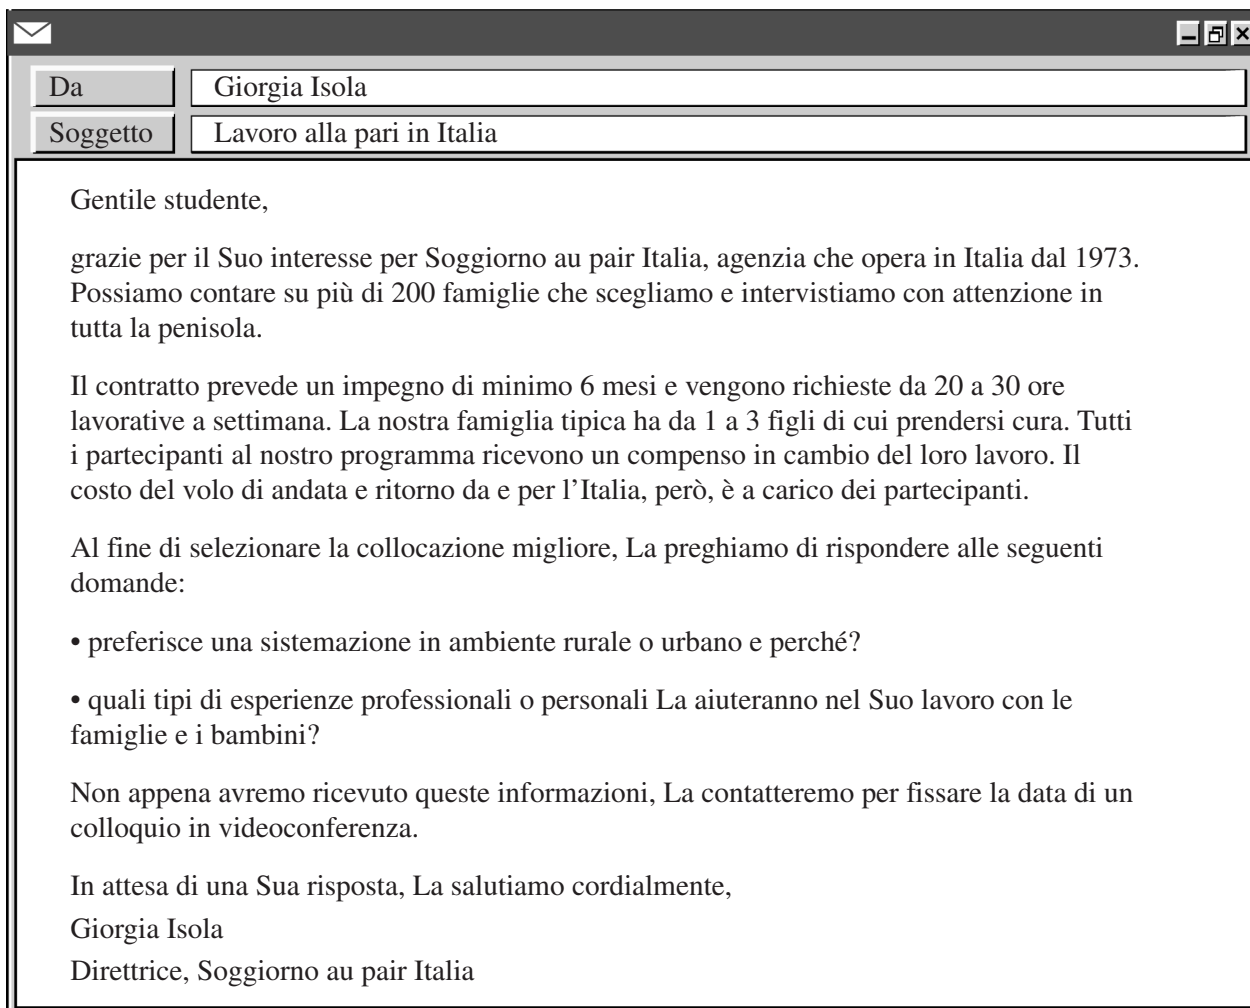 Da Giorgia Isola
Soggetto Lavoro alla pari in Italia
Gentile studente,
grazie per il Suo interesse per Soggiorno au pair Italia, agenzia che opera in Italia dal 1973.
Possiamo contare su più di 200 famiglie che scegliamo e intervistiamo con attenzione in
tutta la penisola.
Il contratto prevede un impegno di minimo 6 mesi e vengono richieste da 20 a 30 ore
lavorative a settimana. La nostra famiglia tipica ha da 1 a 3 figli di cui prendersi cura. Tutti
i partecipanti al nostro programma ricevono un compenso in cambio del loro lavoro. Il
costo del volo di andata e ritorno da e per l’Italia, però, è a carico dei partecipanti.
Al fine di selezionare la collocazione migliore, La preghiamo di rispondere alle seguenti
domande:
• preferisce una sistemazione in ambiente rurale o urbano e perché?
• quali tipi di esperienze professionali o personali La aiuteranno nel Suo lavoro con le
famiglie e i bambini?
Non appena avremo ricevuto queste informazioni, La contatteremo per fissare la data di un
colloquio in videoconferenza.
In attesa di una Sua risposta, La salutiamo cordialmente,
Giorgia Isola
Direttrice, Soggiorno au pair Italia